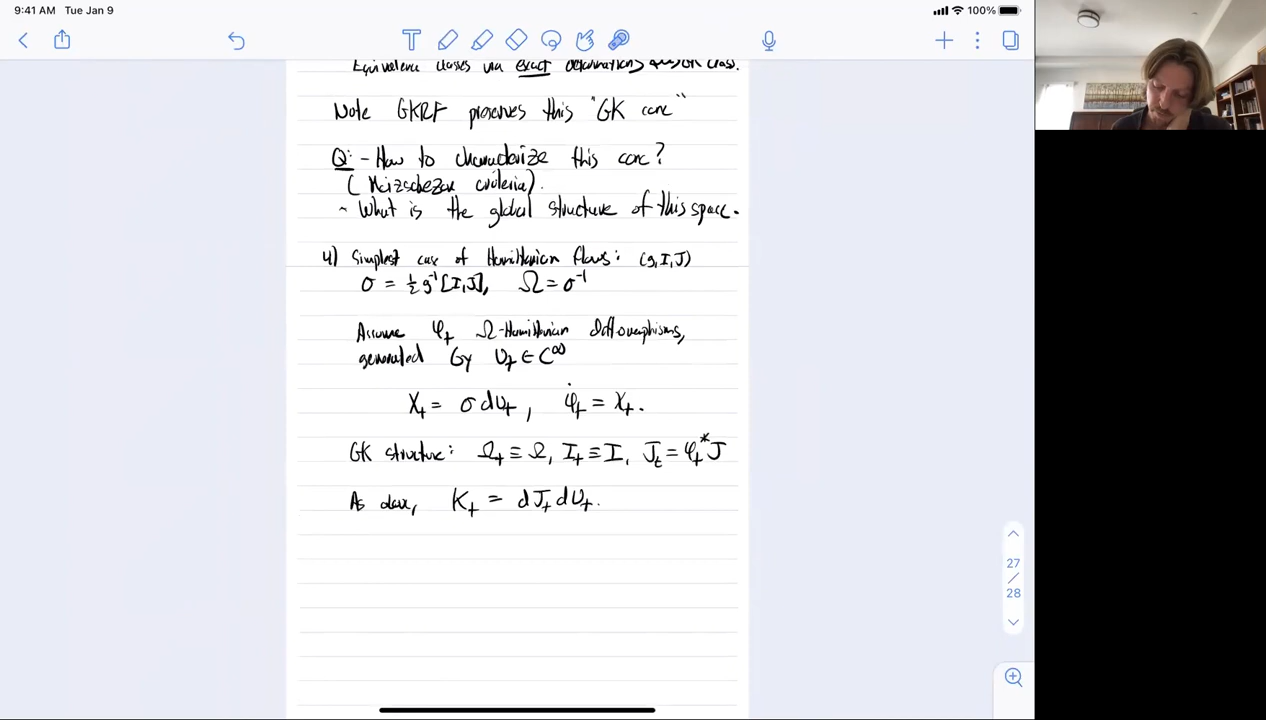 9:41 AM Tue Jan 9
100%
Equivalence classes via exact deformations
Note GKRF preserves this "GK cone"
Q: - How to characterize this cone?
( criteria).
~ What is the global structure of this space.
4) Simplest case of Hamiltonian flows: (g, I, J)
σ = ½ g⁻¹ [I, J], Ω = σ⁻¹
Assume φₜ Ω-Hamiltonian diffeomorphisms,
generated by uₜ ∈ C^∞
Xₜ = σ duₜ, φ̇ₜ = Xₜ.
GK structure: Ωₜ ≡ Ω, Iₜ ≡ I, Jₜ = φₜ* J
As above, Kₜ = dJₜduₜ.
27
/
28